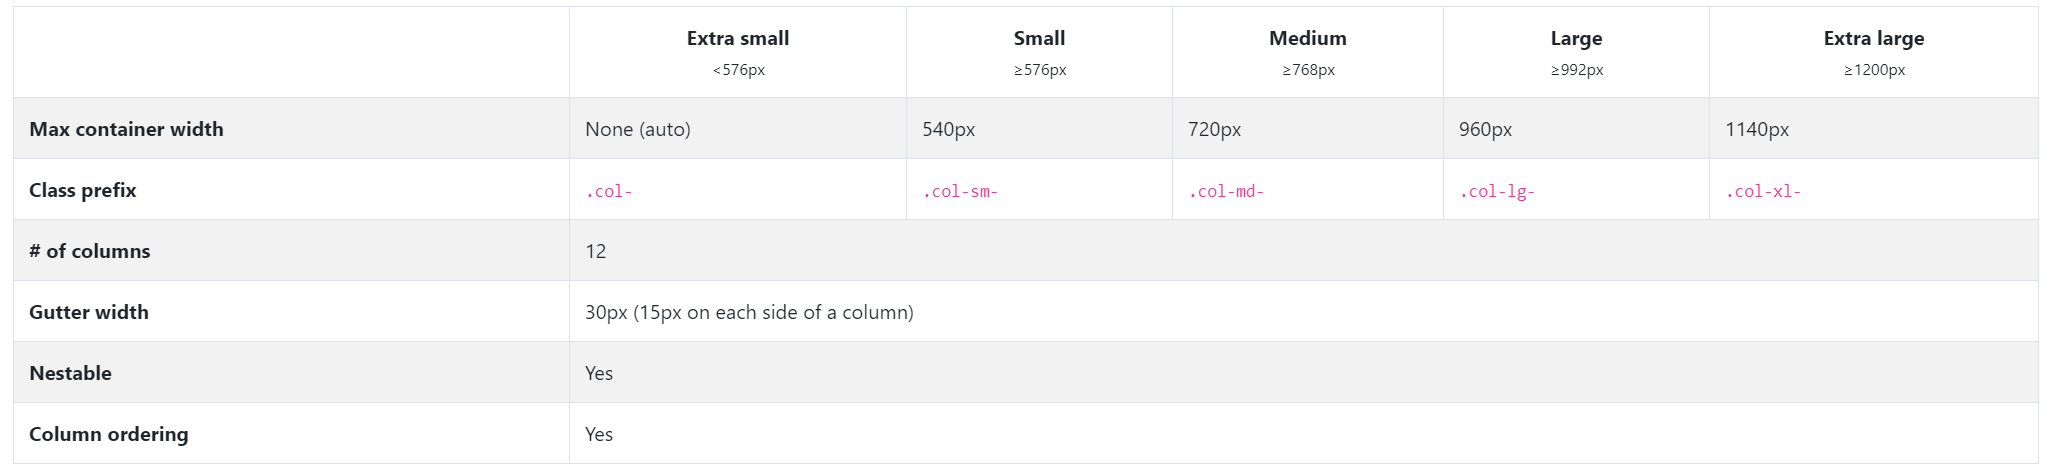 Extra small Small Medium Large Extra large
<576px ≥576px ≥768px ≥992px ≥1200px
Max container width None (auto) 540px 720px 960px 1140px
Class prefix .col- .col-sm- .col-md- .col-lg- .col-xl-
# of columns 12
Gutter width 30px (15px on each side of a column)
Nestable Yes
Column ordering Yes